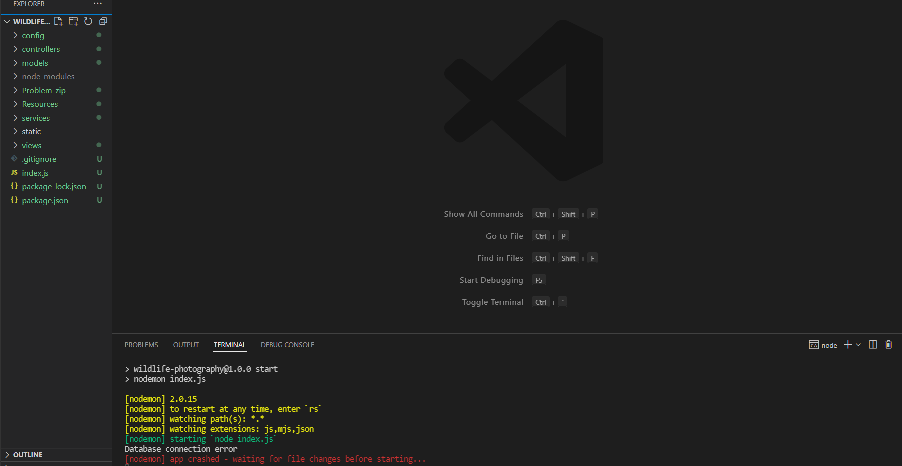 EXPLORER ...
WILDLIFE...
config
controllers
models
node_modules
Problem_zip
Resources
services
static
views
.gitignore U
JS index.js U
{} package-lock.json U
{} package.json U
OUTLINE
Show All Commands Ctrl + Shift + P
Go to File Ctrl + P
Find in Files Ctrl + Shift + F
Start Debugging F5
Toggle Terminal Ctrl + `
PROBLEMS OUTPUT TERMINAL DEBUG CONSOLE
node
> wildlife-photography@1.0.0 start
> nodemon index.js
[nodemon] 2.0.15
[nodemon] to restart at any time, enter `rs`
[nodemon] watching path(s): *.*
[nodemon] watching extensions: js,mjs,json
[nodemon] starting `node index.js`
Database connection error
[nodemon] app crashed - waiting for file changes before starting...